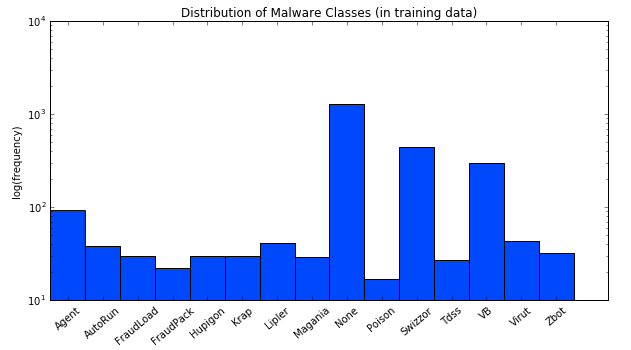 Distribution of Malware Classes (in training data)
log(frequency)
10^4
10^3
10^2
10^1
Agent
AutoRun
FraudLoad
FraudPack
Hupigon
Krap
Lipler
Magania
None
Poison
Swizzor
Tdss
VB
Virut
Zbot